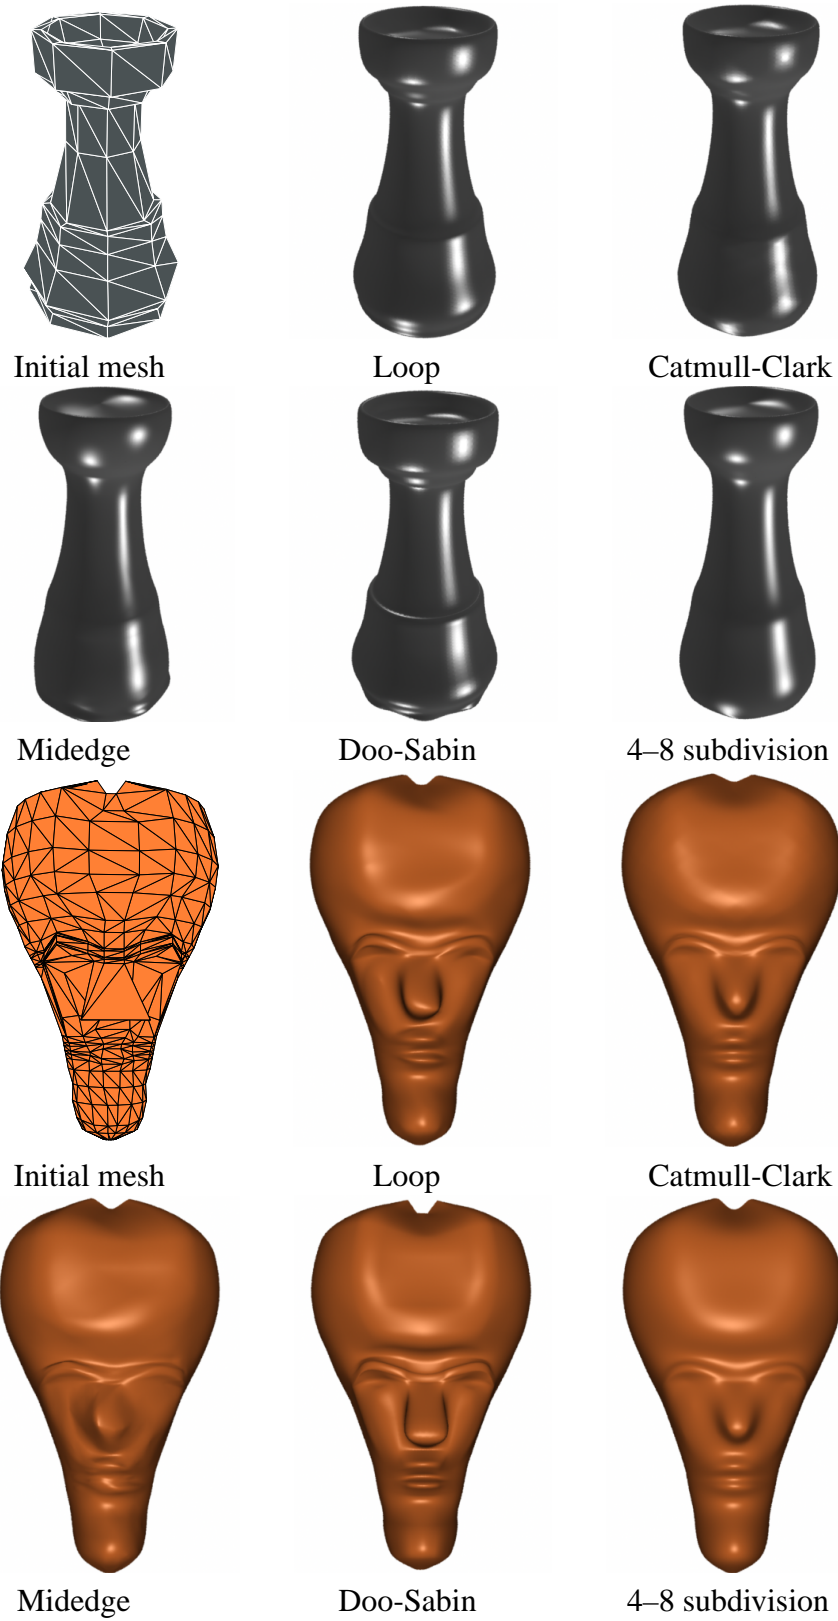 Initial mesh Loop Catmull-Clark
Midedge Doo-Sabin 4–8 subdivision
Initial mesh Loop Catmull-Clark
Midedge Doo-Sabin 4–8 subdivision